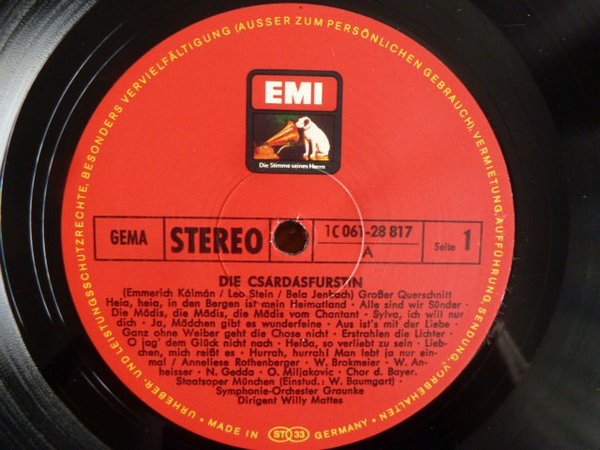 URHEBER- UND LEISTUNGSSCHUTZRECHTE, BESONDERS VERVIELFÄLTIGUNG (AUSSER ZUM PERSÖNLICHEN GEBRAUCH), VERMIETUNG, AUFFÜHRUNG, SENDUNG, VORBEHALTEN
EMI
Die Stimme seines Herrn
GEMA
STEREO
1C 061-28 817
A
Seite 1
DIE CSÁRDÁSFURSTIN
(Emmerich Kálmán / Leo Stein / Bela Jenbach) Großer Querschnitt
Heia, heia, in den Bergen ist mein Heimatland · Alle sind wir Sünder ·
Die Mädis, die Mädis, die Mädis vom Chantant · Sylva, ich will nur
dich · Ja, Mädchen gibt es wunderfeine · Aus ist's mit der Liebe ·
Ganz ohne Weiber geht die Chose nicht · Erstrahlen die Lichter ·
O jag' dem Glück nicht nach · Heißa, so verliebt zu sein · Lieb-
chen, mich reißt es · Hurrah, hurrah! Man lebt ja nur ein-
mal / Anneliese Rothenberger · W. Brokmeier · W. An-
heisser · N. Gedda · O. Miljakovic · Chor d. Bayer.
Staatsoper München (Einstud.: W. Baumgart) ·
Symphonie-Orchester Graunke
Dirigent Willy Mattes
• MADE IN ST 33 GERMANY •